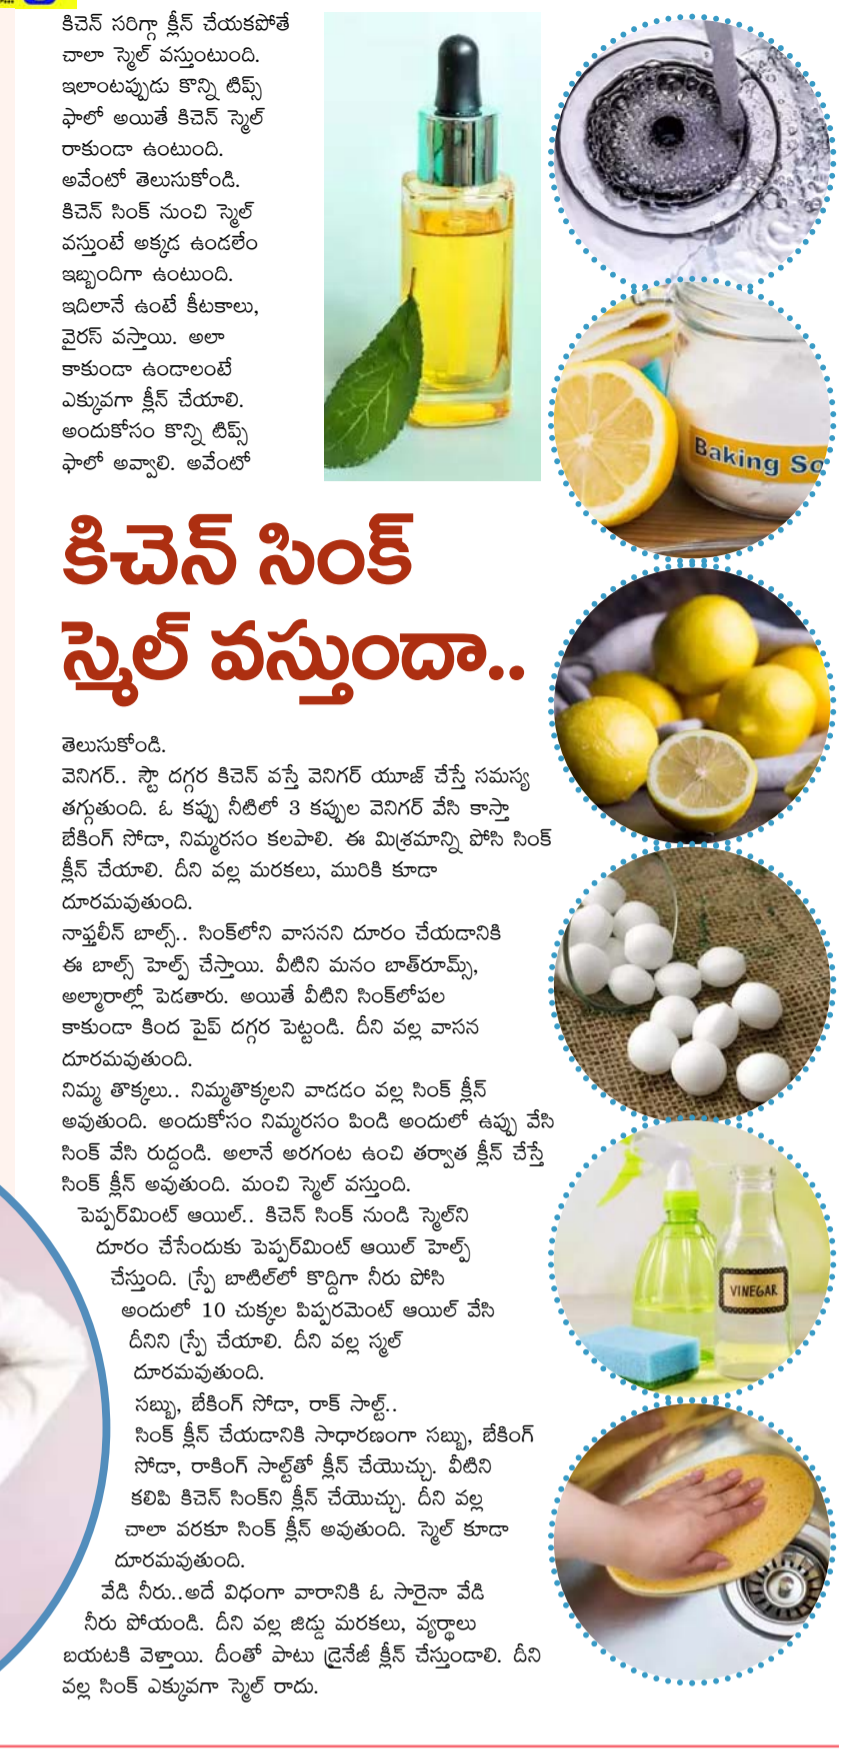 కిచెన్ సరిగ్గా క్లీన్ చేయకపోతే
చాలా స్మెల్ వస్తుంటుంది.
ఇలాంటప్పుడు కొన్ని టిప్స్
ఫాలో అయితే కిచెన్ స్మెల్
రాకుండా ఉంటుంది.
అవేంటో తెలుసుకోండి.
కిచెన్ సింక్ నుంచి స్మెల్
వస్తుంటే అక్కడ ఉండలేం
ఇబ్బందిగా ఉంటుంది.
ఇదిలానే ఉంటే కీటకాలు,
వైరస్ వస్తాయి. అలా
కాకుండా ఉండాలంటే
ఎక్కువగా క్లీన్ చేయాలి.
అందుకోసం కొన్ని టిప్స్
ఫాలో అవ్వాలి. అవేంటో
కిచెన్ సింక్
స్మెల్ వస్తుందా..
తెలుసుకోండి.
వెనిగర్.. స్టౌ దగ్గర కిచెన్ వస్తే వెనిగర్ యూజ్ చేస్తే సమస్య
తగ్గుతుంది. ఓ కప్పు నీటిలో 3 కప్పుల వెనిగర్ వేసి కాస్తా
బేకింగ్ సోడా, నిమ్మరసం కలపాలి. ఈ మిశ్రమాన్ని పోసి సింక్
క్లీన్ చేయాలి. దీని వల్ల మరకలు, మురికి కూడా
దూరమవుతుంది.
నాఫ్తలీన్ బాల్స్.. సింక్‌లోని వాసనని దూరం చేయడానికి
ఈ బాల్స్ హెల్ప్ చేస్తాయి. వీటిని మనం బాత్‌రూమ్స్,
అల్మారాల్లో పెడతారు. అయితే వీటిని సింక్‌లోపల
కాకుండా కింద పైప్ దగ్గర పెట్టండి. దీని వల్ల వాసన
దూరమవుతుంది.
నిమ్మ తొక్కలు.. నిమ్మతొక్కలని వాడడం వల్ల సింక్ క్లీన్
అవుతుంది. అందుకోసం నిమ్మరసం పిండి అందులో ఉప్పు వేసి
సింక్ వేసి రుద్దండి. అలానే అరగంట ఉంచి తర్వాత క్లీన్ చేస్తే
సింక్ క్లీన్ అవుతుంది. మంచి స్మెల్ వస్తుంది.
పెప్పర్‌మింట్ ఆయిల్.. కిచెన్ సింక్ నుండి స్మెల్‌ని
దూరం చేసేందుకు పెప్పర్‌మింట్ ఆయిల్ హెల్ప్
చేస్తుంది. స్ప్రే బాటిల్‌లో కొద్దిగా నీరు పోసి
అందులో 10 చుక్కల పిప్పరమెంట్ ఆయిల్ వేసి
దీనిని స్ప్రే చేయాలి. దీని వల్ల స్మల్
దూరమవుతుంది.
సబ్బు, బేకింగ్ సోడా, రాక్ సాల్ట్..
సింక్ క్లీన్ చేయడానికి సాధారణంగా సబ్బు, బేకింగ్
సోడా, రాకింగ్ సాల్ట్‌తో క్లీన్ చేయొచ్చు. వీటిని
కలిపి కిచెన్ సింక్‌ని క్లీన్ చేయొచ్చు. దీని వల్ల
చాలా వరకూ సింక్ క్లీన్ అవుతుంది. స్మెల్ కూడా
దూరమవుతుంది.
వేడి నీరు..అదే విధంగా వారానికి ఓ సారైనా వేడి
నీరు పోయండి. దీని వల్ల జిడ్డు మరకలు, వ్యర్థాలు
బయటకి వెళ్తాయి. దీంతో పాటు డ్రైనేజీ క్లీన్ చేస్తుండాలి. దీని
వల్ల సింక్ ఎక్కువగా స్మెల్ రాదు.
Baking So
VINEGAR